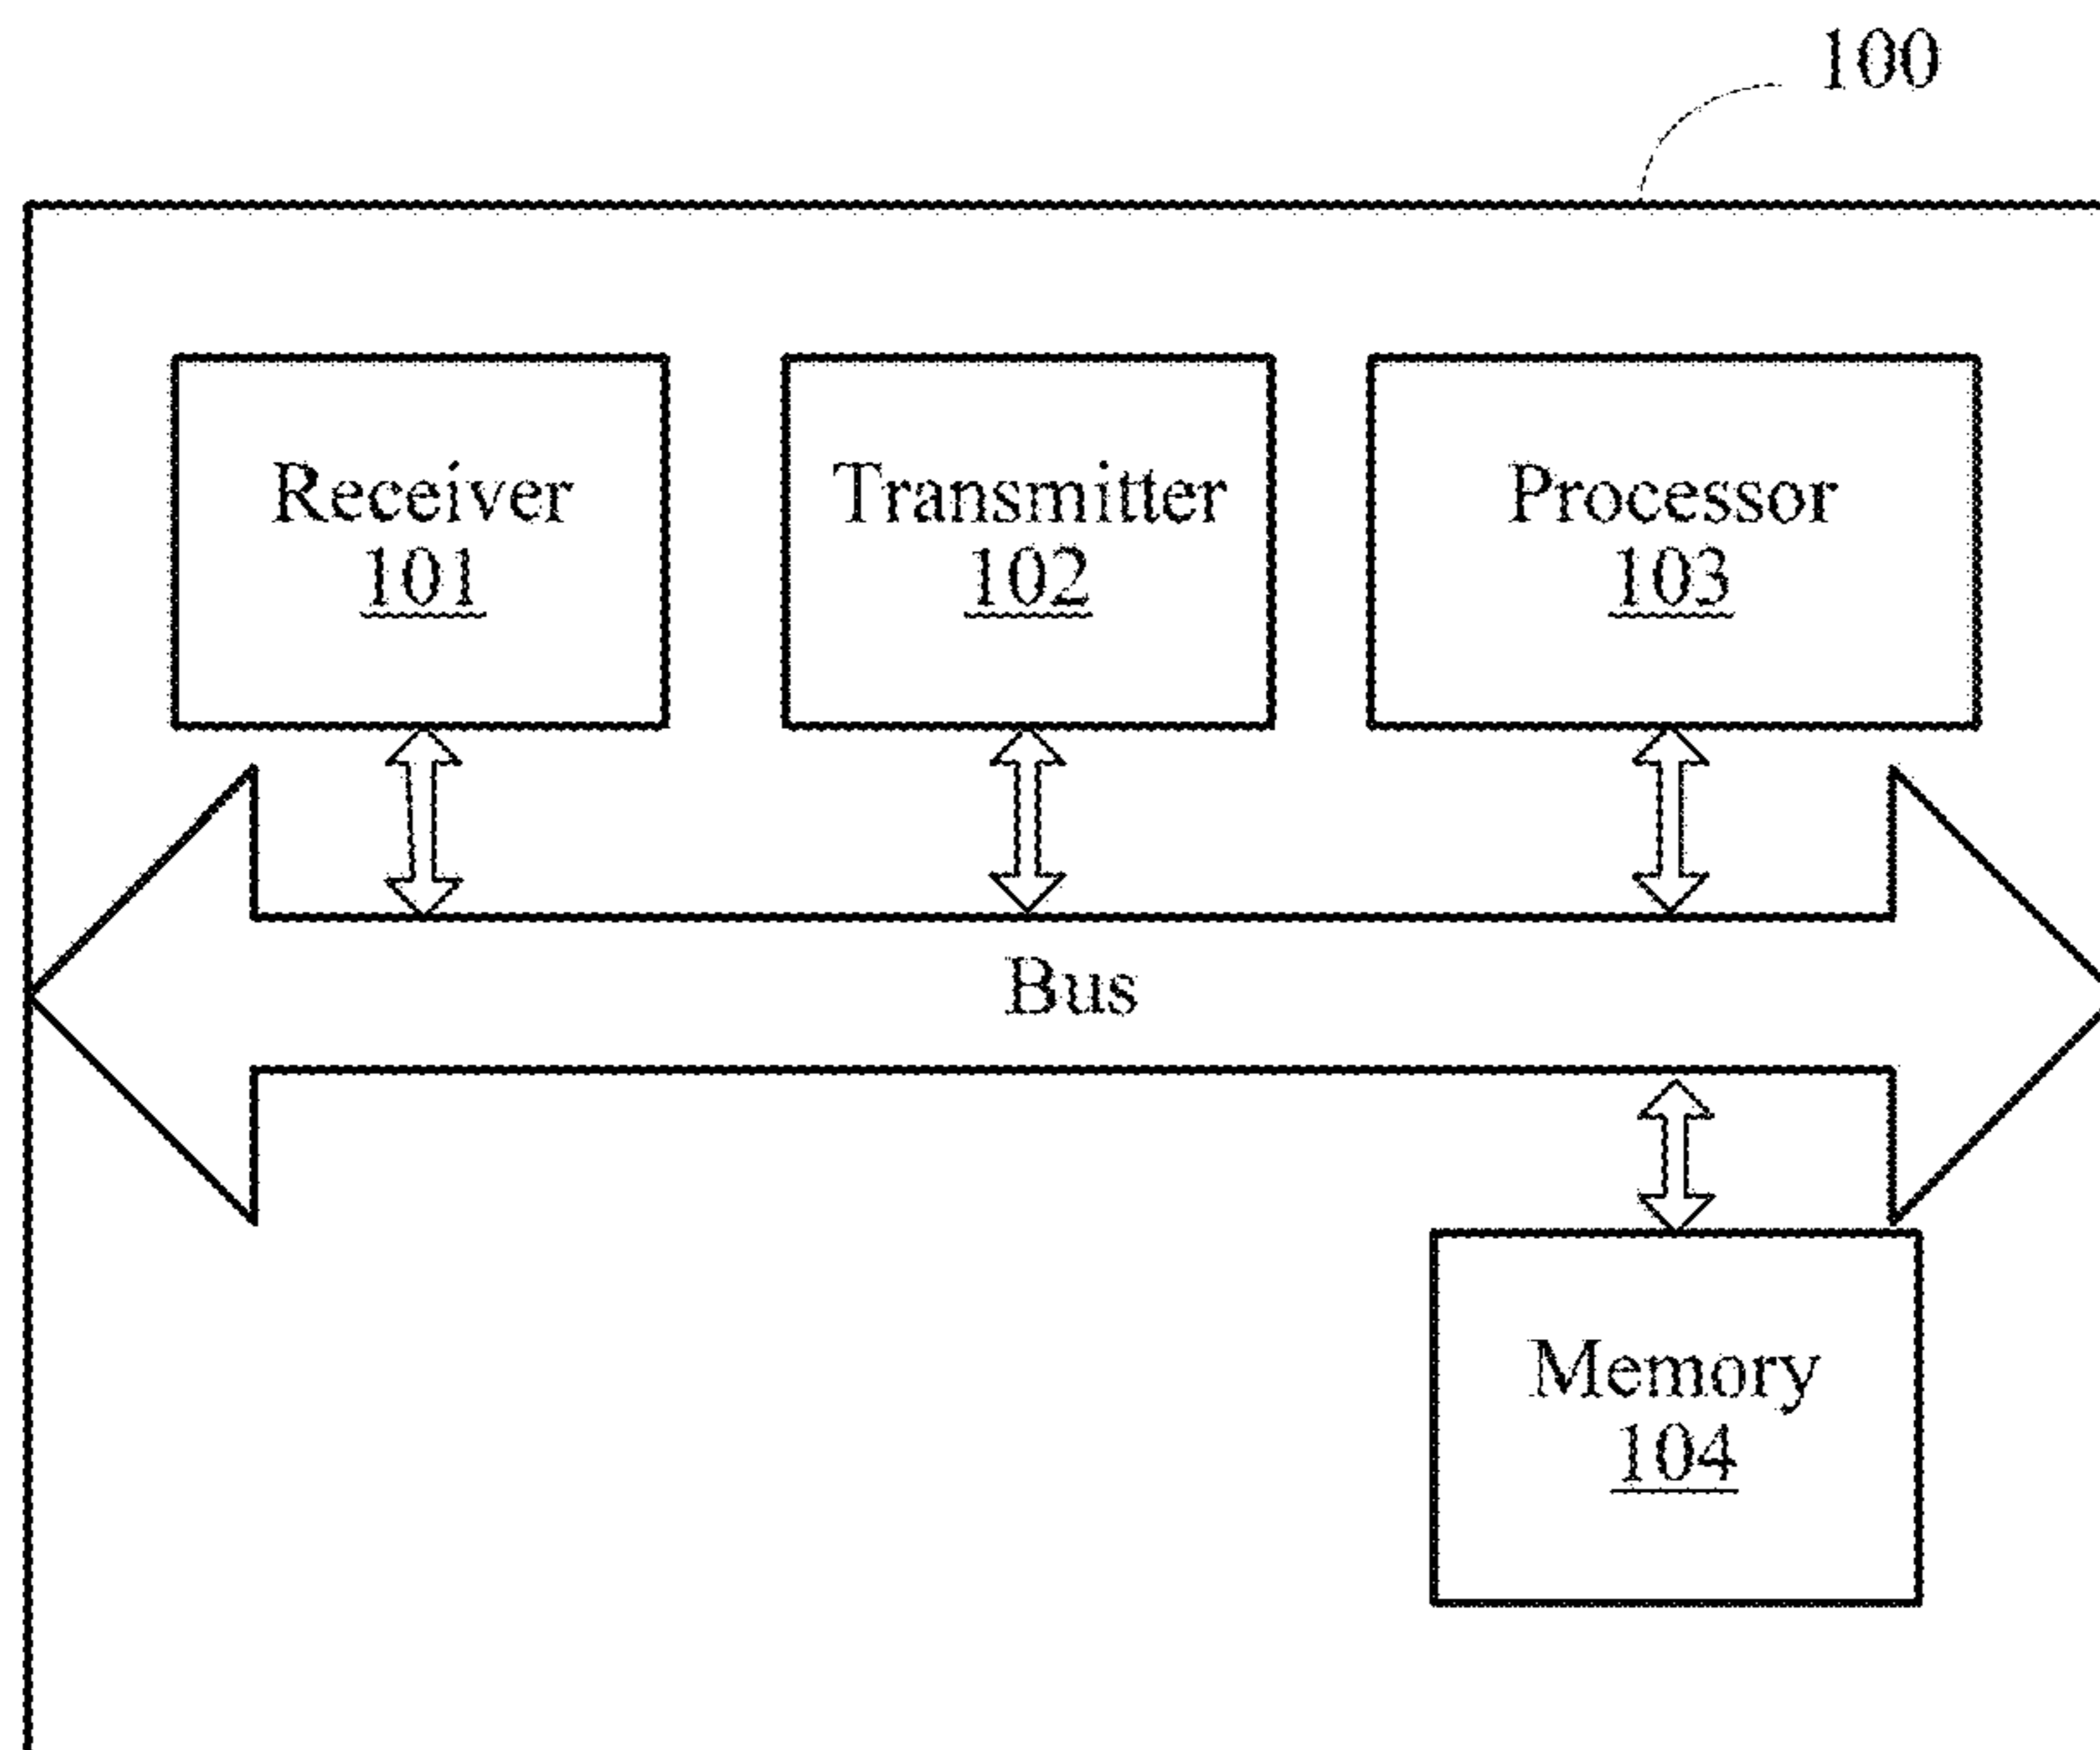 100
Receiver
101
Transmitter
102
Processor
103
Bus
Memory
104